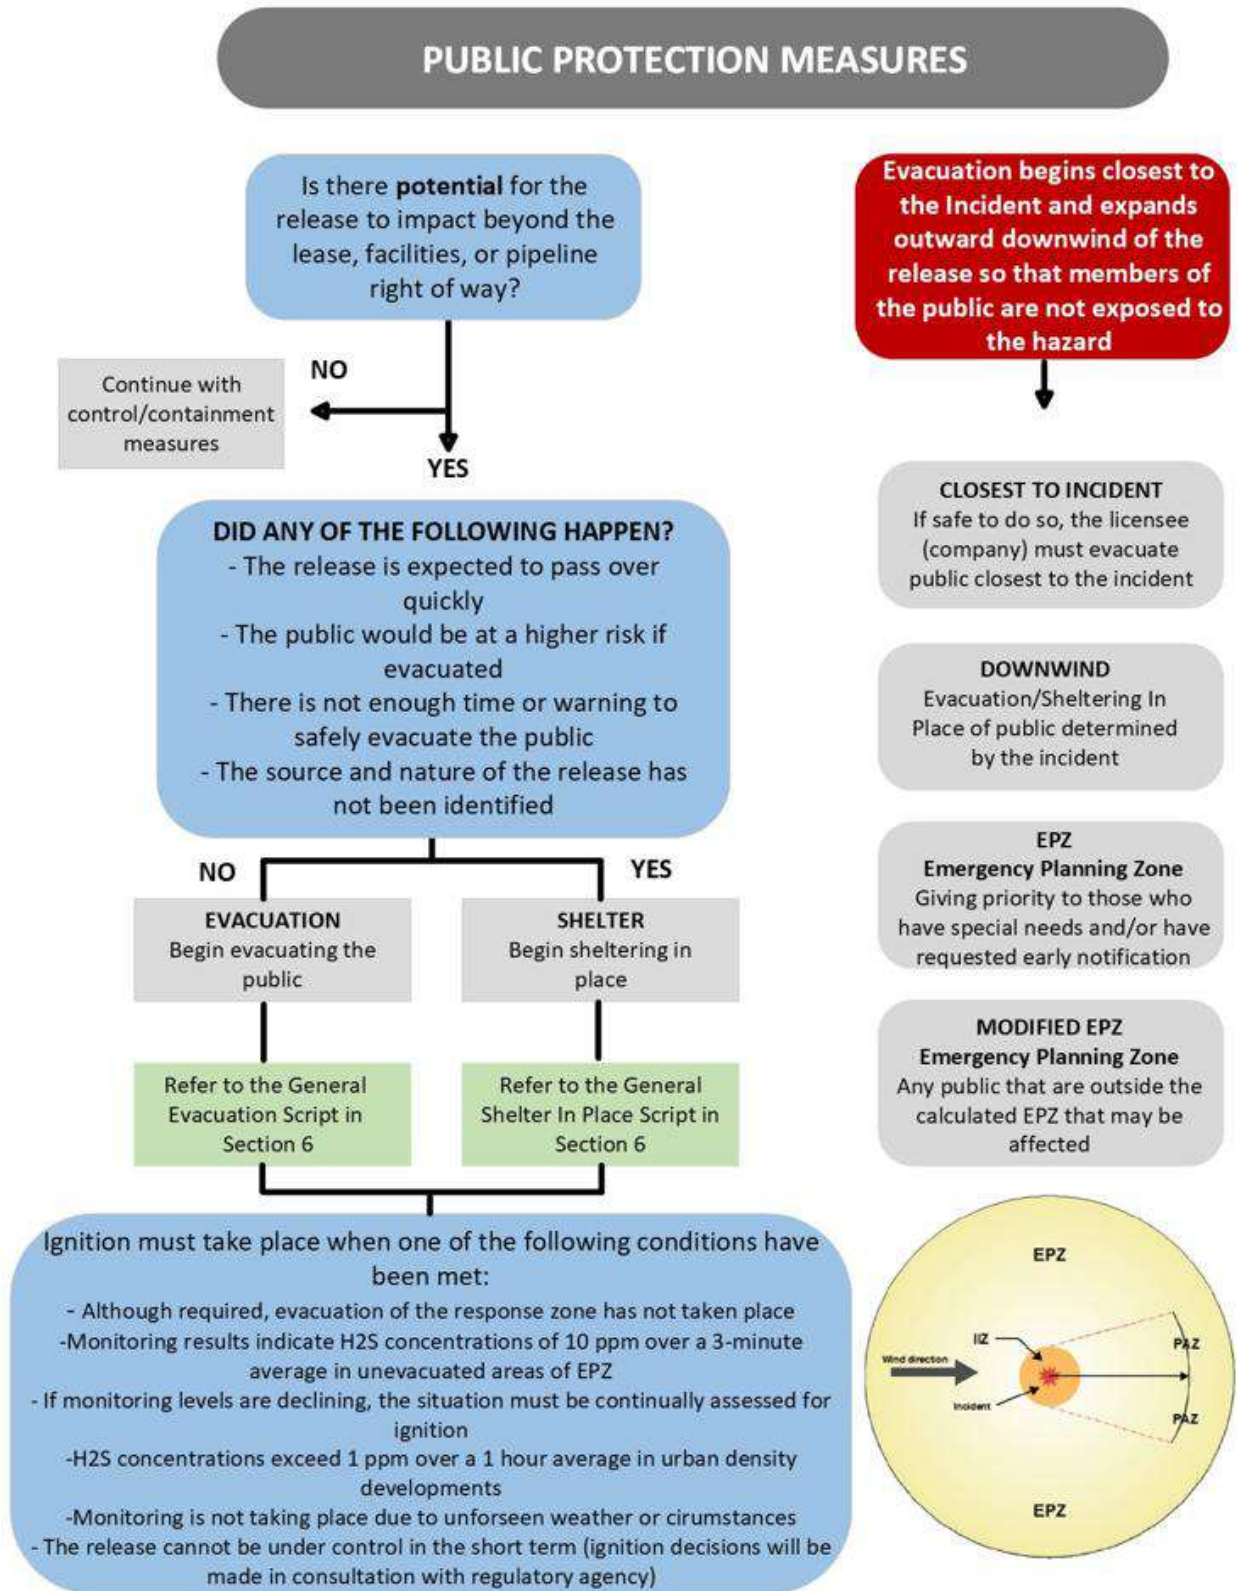 PUBLIC PROTECTION MEASURES
Is there potential for the
release to impact beyond the
lease, facilities, or pipeline
right of way?
NO
Continue with
control/containment
measures
YES
DID ANY OF THE FOLLOWING HAPPEN?
- The release is expected to pass over
quickly
- The public would be at a higher risk if
evacuated
- There is not enough time or warning to
safely evacuate the public
- The source and nature of the release has
not been identified
NO
YES
EVACUATION
Begin evacuating the
public
SHELTER
Begin sheltering in
place
Refer to the General
Evacuation Script in
Section 6
Refer to the General
Shelter In Place Script in
Section 6
Ignition must take place when one of the following conditions have
been met:
- Although required, evacuation of the response zone has not taken place
-Monitoring results indicate H2S concentrations of 10 ppm over a 3-minute
average in unevacuated areas of EPZ
- If monitoring levels are declining, the situation must be continually assessed for
ignition
-H2S concentrations exceed 1 ppm over a 1 hour average in urban density
developments
-Monitoring is not taking place due to unforseen weather or cirumstances
- The release cannot be under control in the short term (ignition decisions will be
made in consultation with regulatory agency)
Evacuation begins closest to
the Incident and expands
outward downwind of the
release so that members of
the public are not exposed to
the hazard
CLOSEST TO INCIDENT
If safe to do so, the licensee
(company) must evacuate
public closest to the incident
DOWNWIND
Evacuation/Sheltering In
Place of public determined
by the incident
EPZ
Emergency Planning Zone
Giving priority to those who
have special needs and/or have
requested early notification
MODIFIED EPZ
Emergency Planning Zone
Any public that are outside the
calculated EPZ that may be
affected
EPZ
IIZ
PAZ
Wind direction
Incident
PAZ
EPZ